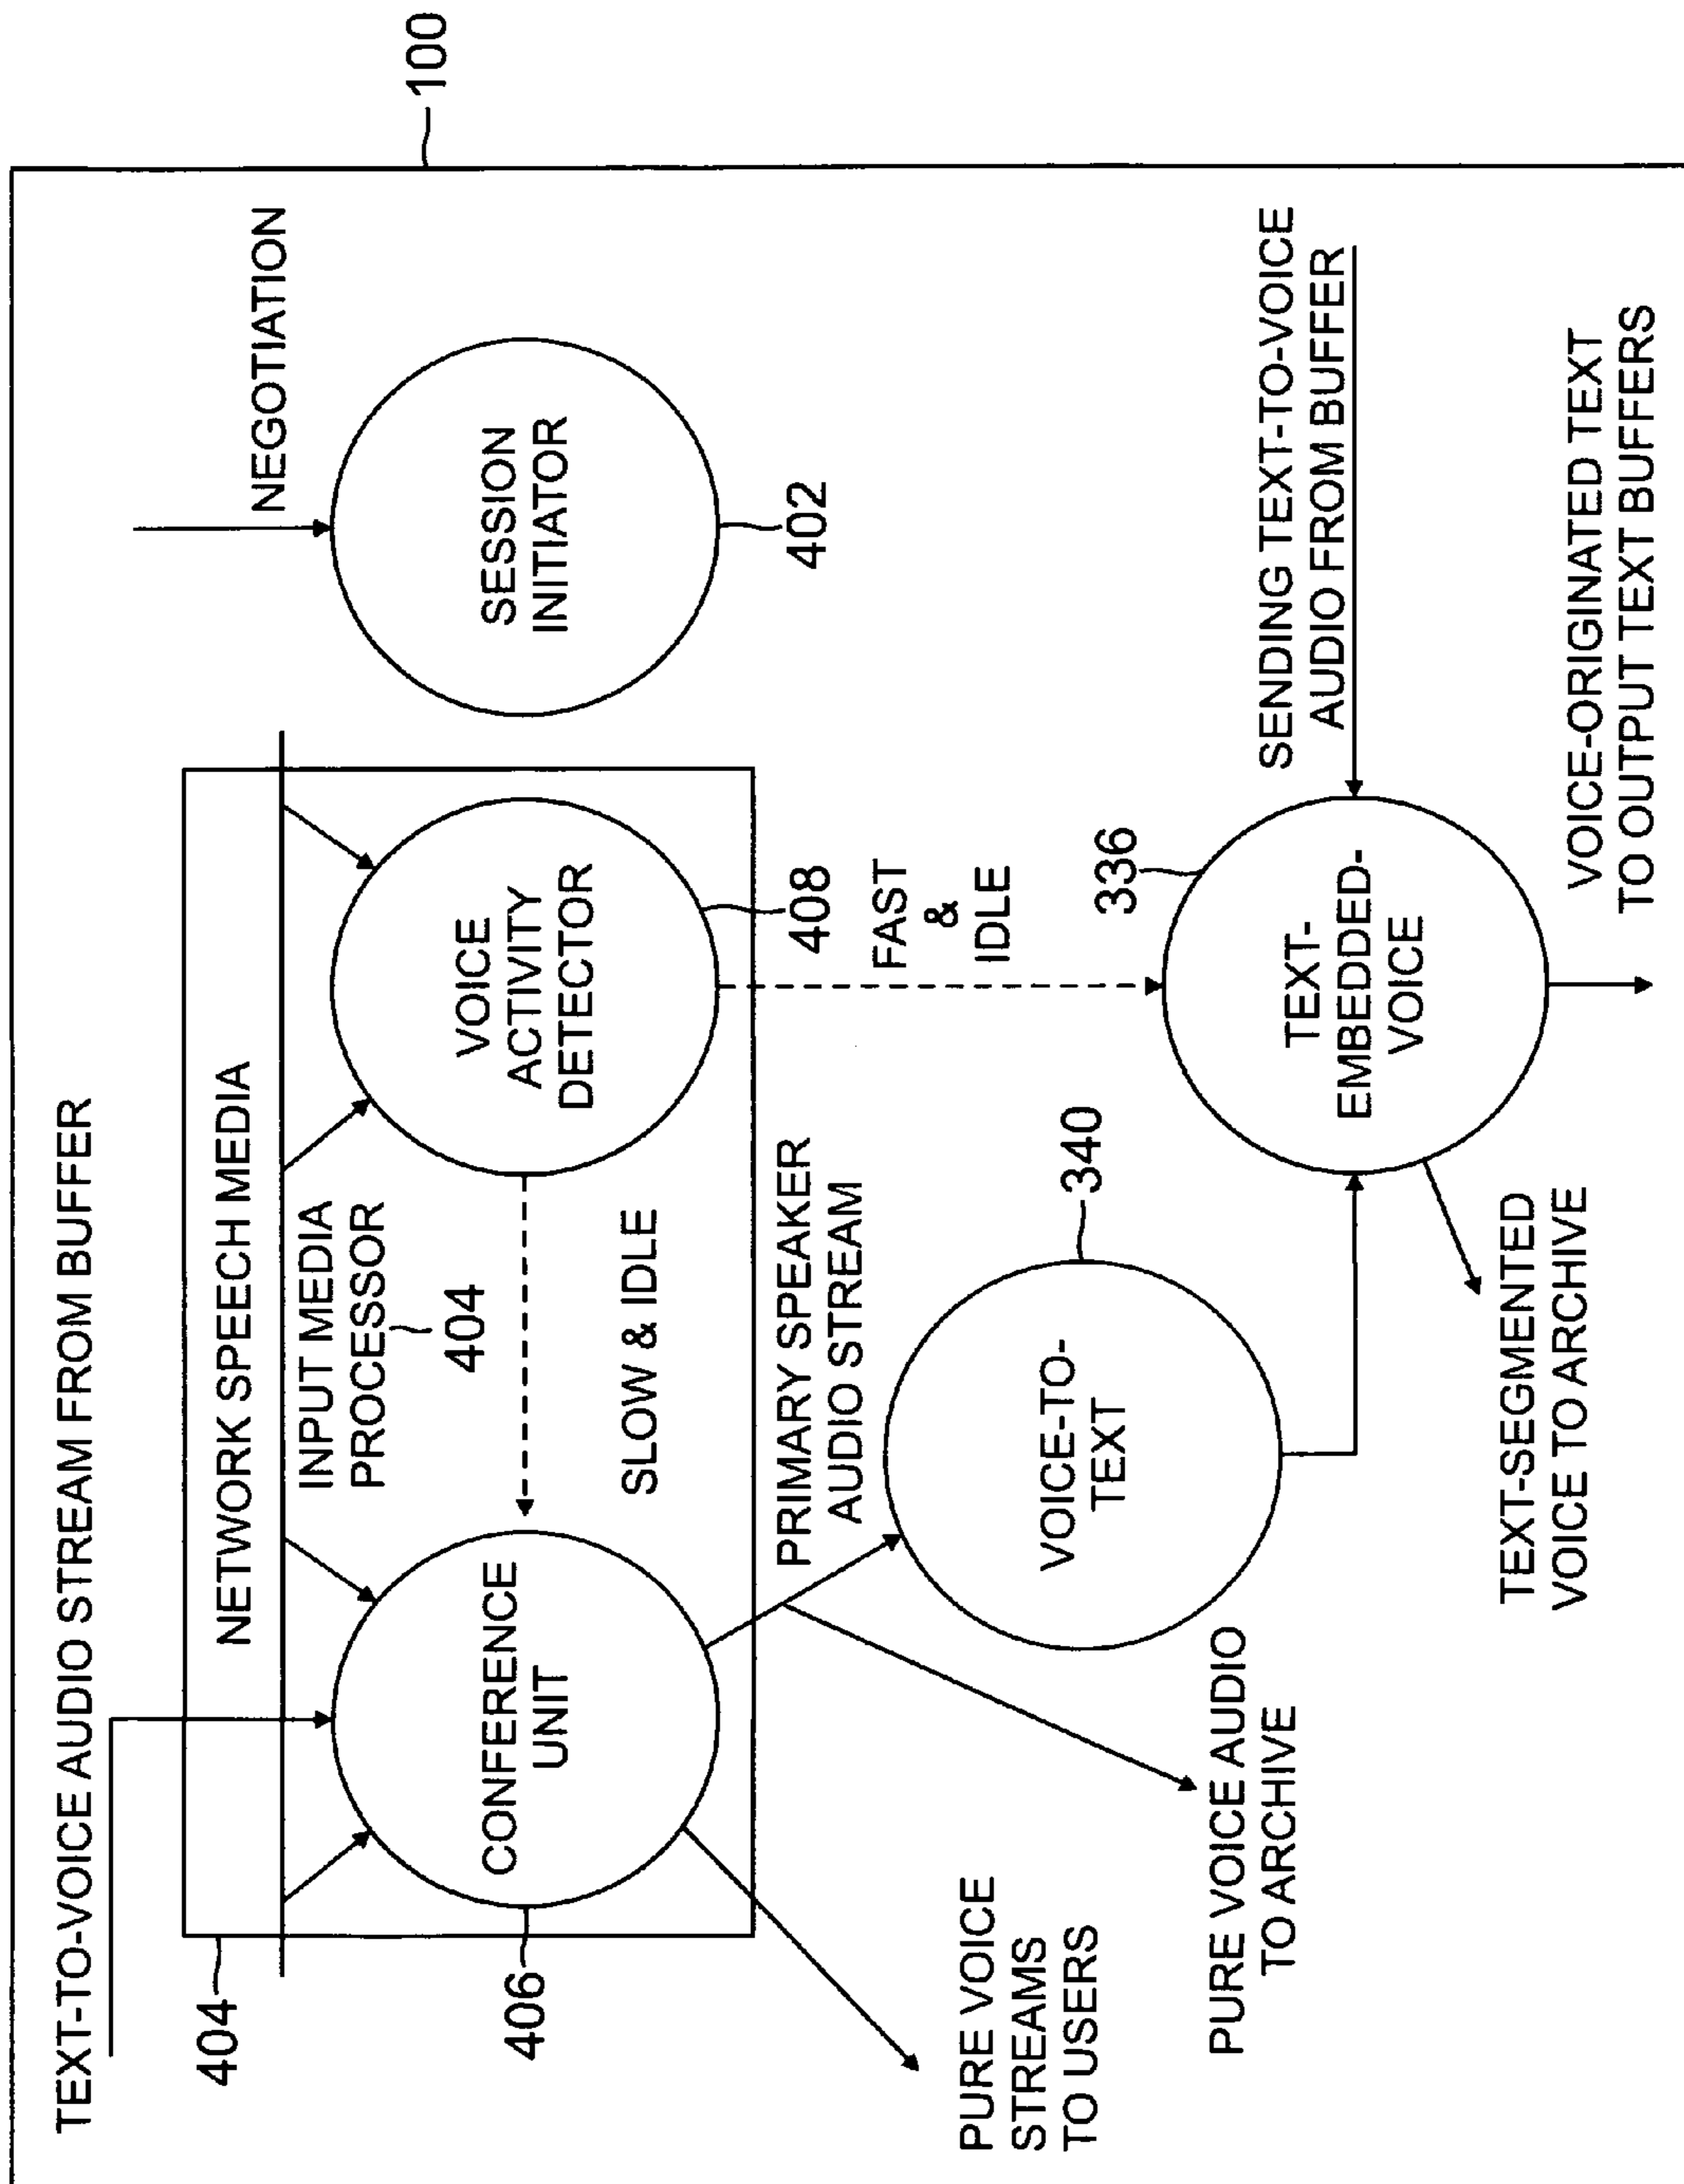 100
TEXT-TO-VOICE AUDIO STREAM FROM BUFFER
NEGOTIATION
NETWORK SPEECH MEDIA
404
INPUT MEDIA
PROCESSOR
404
CONFERENCE
UNIT
406
VOICE
ACTIVITY
DETECTOR
408
SESSION
INITIATOR
402
SLOW & IDLE
FAST
&
IDLE
PRIMARY SPEAKER
AUDIO STREAM
PURE VOICE
STREAMS
TO USERS
VOICE-TO-
TEXT
340
336
TEXT-
EMBEDDED-
VOICE
SENDING TEXT-TO-VOICE
AUDIO FROM BUFFER
PURE VOICE AUDIO
TO ARCHIVE
TEXT-SEGMENTED
VOICE TO ARCHIVE
VOICE-ORIGINATED TEXT
TO OUTPUT TEXT BUFFERS